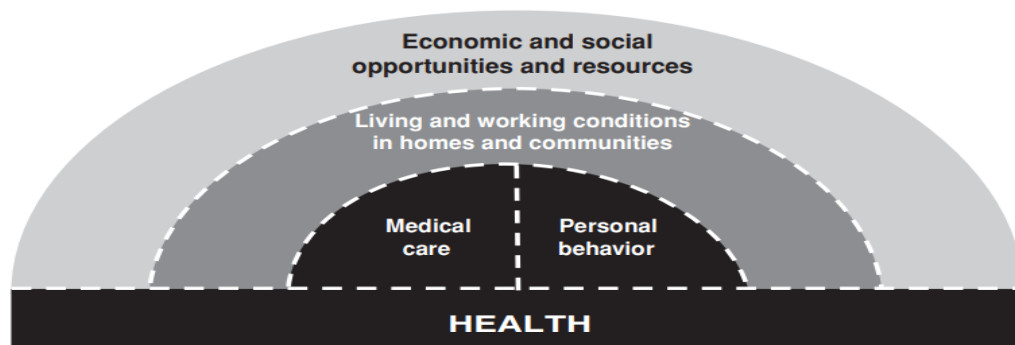 Economic and social
opportunities and resources
Living and working conditions
in homes and communities
Medical
care
Personal
behavior
HEALTH